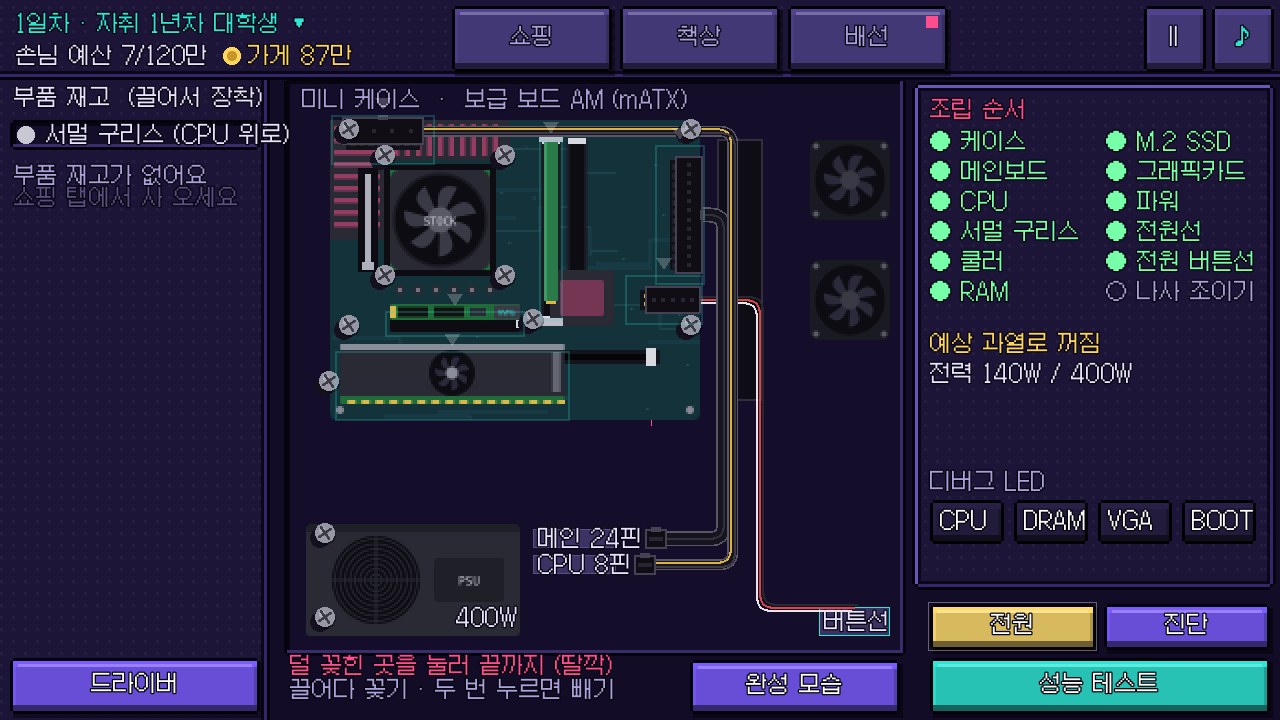 1일차 · 자취 1년차 대학생 ▼
손님 예산 7/120만 가게 87만
쇼핑
책상
배선
부품 재고 (끌어서 장착)
서멀 구리스 (CPU 위로)
부품 재고가 없어요
쇼핑 탭에서 사 오세요
미니 케이스 · 보급 보드 AM (mATX)
STOCK
PSU
400W
메인 24핀
CPU 8핀
버튼선
덜 꽂힌 곳을 눌러 끝까지 (딸깍)
끌어다 꽂기 · 두 번 누르면 빼기
드라이버
완성 모습
조립 순서
케이스
M.2 SSD
메인보드
그래픽카드
CPU
파워
서멀 구리스
전원선
쿨러
전원 버튼선
RAM
나사 조이기
예상 과열로 꺼짐
전력 140W / 400W
디버그 LED
CPU
DRAM
VGA
BOOT
전원
진단
성능 테스트